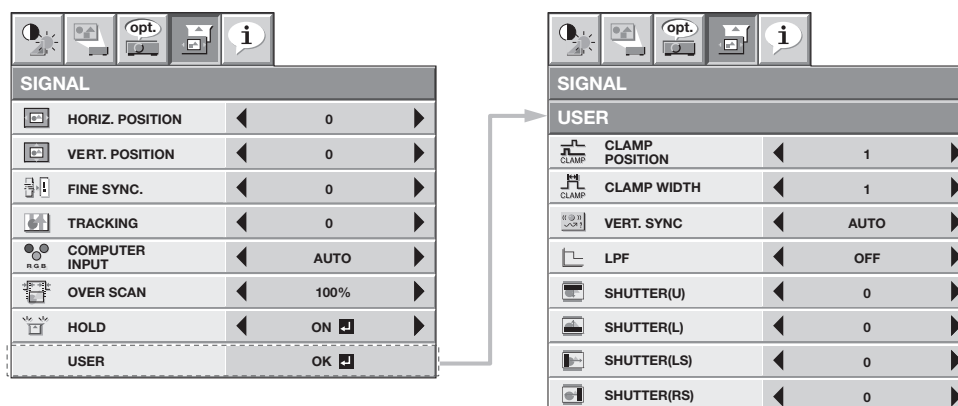 opt.
i
SIGNAL
HORIZ. POSITION 0
VERT. POSITION 0
FINE SYNC. 0
TRACKING 0
RGB
COMPUTER
INPUT AUTO
OVER SCAN 100%
HOLD ON
USER OK
opt.
i
SIGNAL
USER
CLAMP
CLAMP
POSITION 1
CLAMP
CLAMP WIDTH 1
VERT. SYNC AUTO
LPF OFF
SHUTTER(U) 0
SHUTTER(L) 0
SHUTTER(LS) 0
SHUTTER(RS) 0